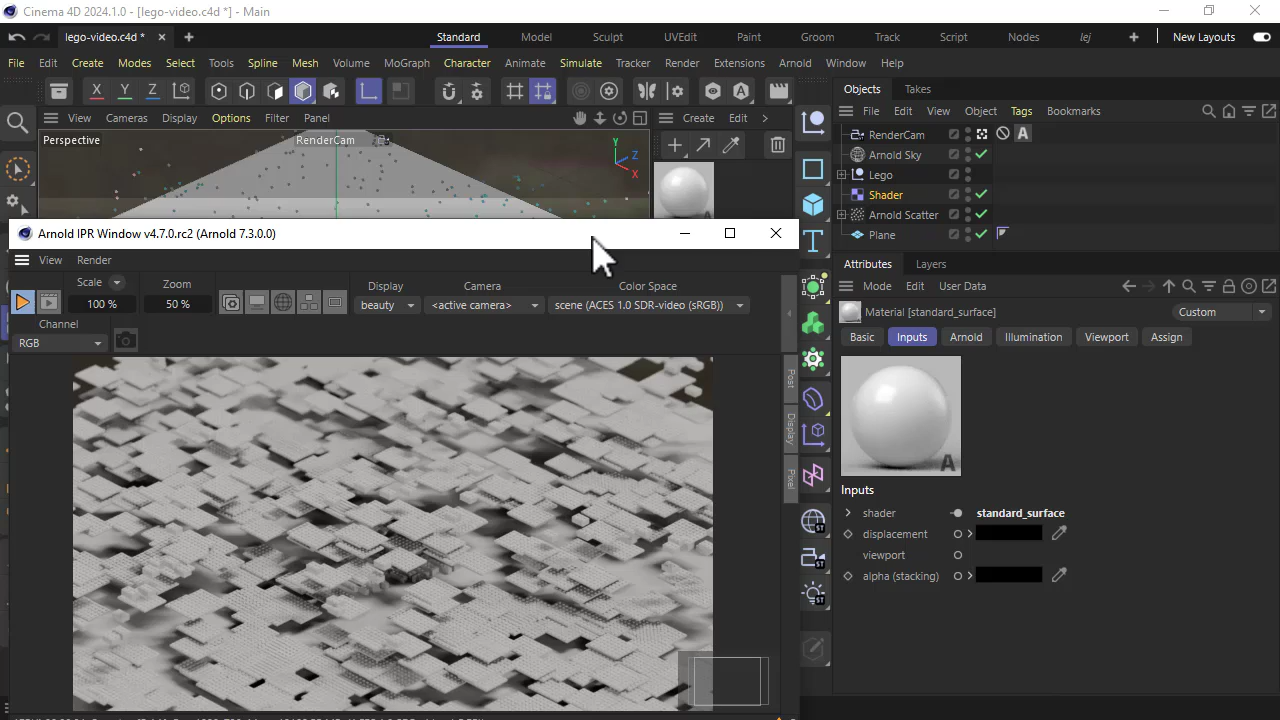 Cinema 4D 2024.1.0 - [lego-video.c4d *] - Main
lego-video.c4d *
Standard Model Sculpt UVEdit Paint Groom Track Script Nodes lej New Layouts
File Edit Create Modes Select Tools Spline Mesh Volume MoGraph Character Animate Simulate Tracker Render Extensions Arnold Window Help
X Y Z
Objects Takes
File Edit View Object Tags Bookmarks
View Cameras Display Options Filter Panel
Create Edit
Perspective
RenderCam
Y
Z
X
RenderCam
Arnold Sky
Lego
Shader
Arnold Scatter
Plane
Arnold IPR Window v4.7.0.rc2 (Arnold 7.3.0.0)
View Render
Scale
100 %
Zoom
50 %
Display
beauty
Camera
<active camera>
Color Space
scene (ACES 1.0 SDR-video (sRGB))
Channel
RGB
Post
Display
Pixel
Attributes Layers
Mode Edit User Data
Material [standard_surface]
Custom
Basic Inputs Arnold Illumination Viewport Assign
A
Inputs
shader standard_surface
displacement
viewport
alpha (stacking)
ST
ST
ST